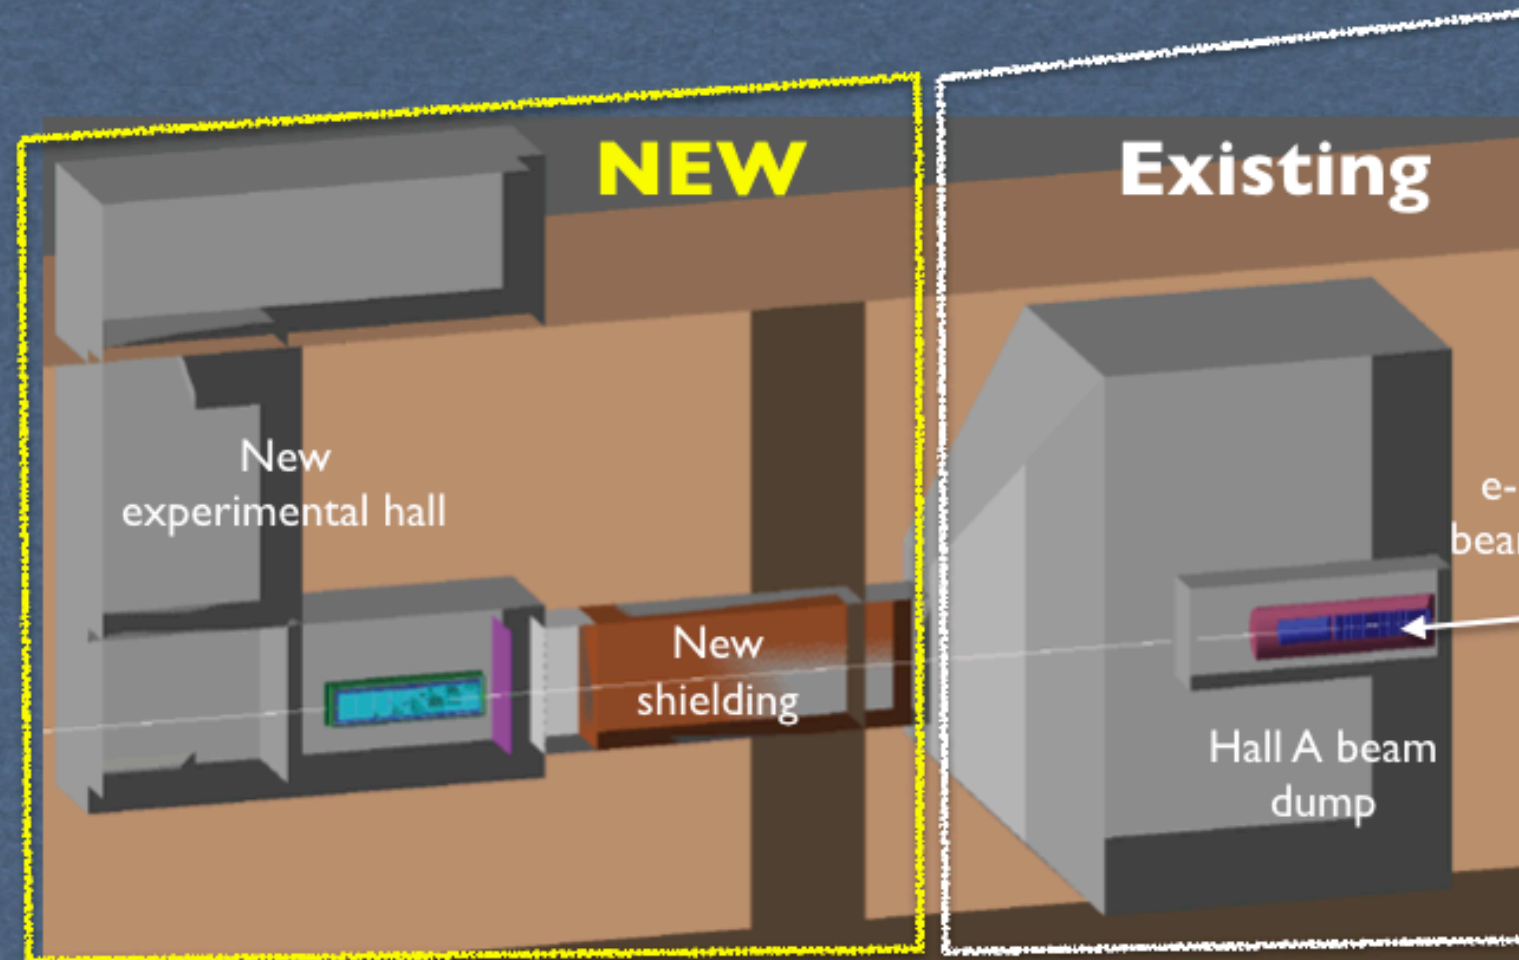 NEW
Existing
New
experimental hall
e-
New
shielding
Hall A beam
dump